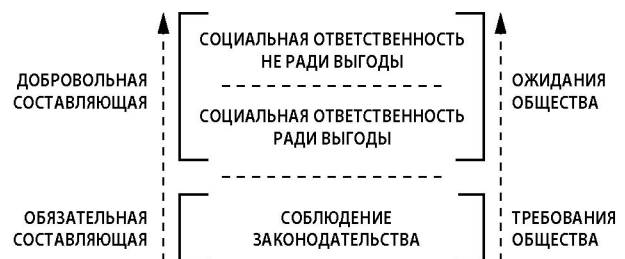 СОЦИАЛЬНАЯ ОТВЕТСТВЕННОСТЬ
НЕ РАДИ ВЫГОДЫ
ДОБРОВОЛЬНАЯ
СОСТАВЛЯЮЩАЯ
ОЖИДАНИЯ
ОБЩЕСТВА
СОЦИАЛЬНАЯ ОТВЕТСТВЕННОСТЬ
РАДИ ВЫГОДЫ
ОБЯЗАТЕЛЬНАЯ
СОСТАВЛЯЮЩАЯ
СОБЛЮДЕНИЕ
ЗАКОНОДАТЕЛЬСТВА
ТРЕБОВАНИЯ
ОБЩЕСТВА